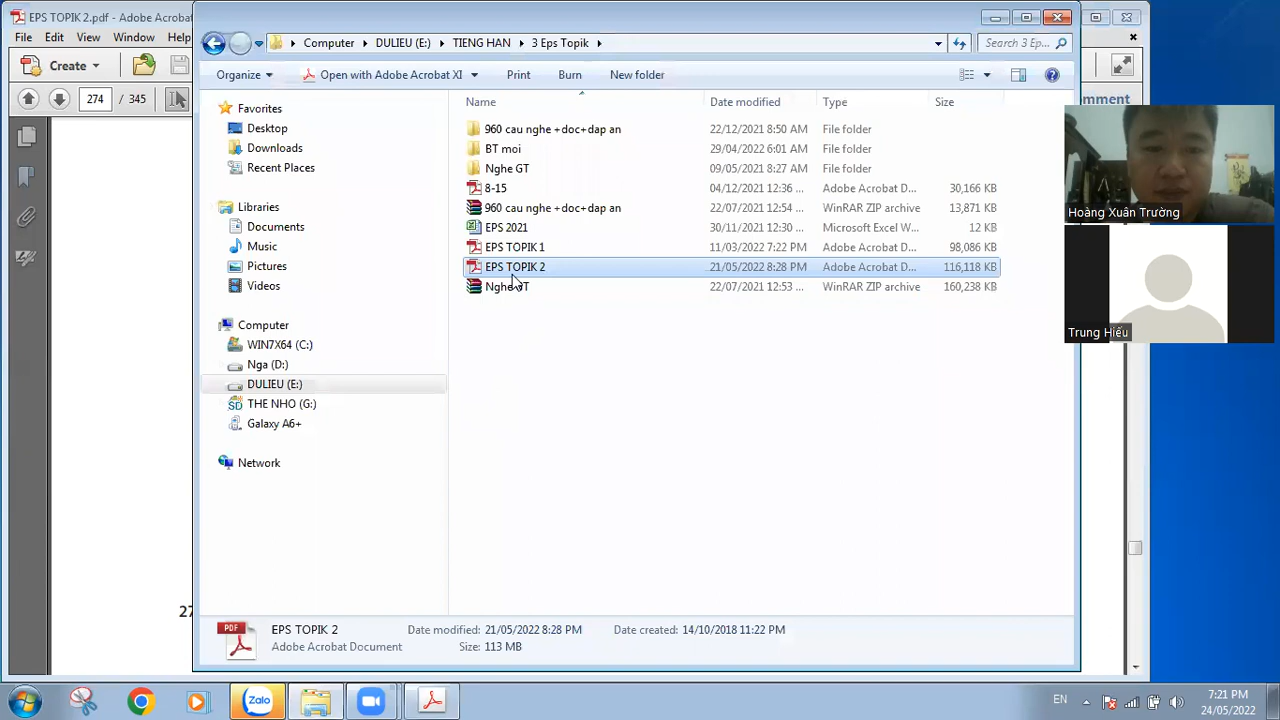 EPS TOPIK 2.pdf - Adobe Acrobat
File Edit View Window Help
Create
274 / 345
Computer DULIEU (E:) TIENG HAN 3 Eps Topik
Search 3 Ep...
Organize Open with Adobe Acrobat XI Print Burn New folder
Name Date modified Type Size
Favorites
Desktop
Downloads
Recent Places
Libraries
Documents
Music
Pictures
Videos
Computer
WIN7X64 (C:)
Nga (D:)
DULIEU (E:)
THE NHO (G:)
Galaxy A6+
Network
960 cau nghe +doc+dap an 22/12/2021 8:50 AM File folder
BT moi 29/04/2022 6:01 AM File folder
Nghe GT 09/05/2021 8:27 AM File folder
8-15 04/12/2021 12:36 ... Adobe Acrobat D... 30,166 KB
960 cau nghe +doc+dap an 22/07/2021 12:54 ... WinRAR ZIP archive 13,871 KB
EPS 2021 30/11/2021 12:30 ... Microsoft Excel W... 12 KB
EPS TOPIK 1 11/03/2022 7:22 PM Adobe Acrobat D... 98,086 KB
EPS TOPIK 2 21/05/2022 8:28 PM Adobe Acrobat D... 116,118 KB
Nghe GT 22/07/2021 12:53 ... WinRAR ZIP archive 160,238 KB
mment
Hoàng Xuân Trường
Trung Hiếu
27
PDF
EPS TOPIK 2 Date modified: 21/05/2022 8:28 PM Date created: 14/10/2018 11:22 PM
Adobe Acrobat Document Size: 113 MB
Zalo
EN
7:21 PM
24/05/2022